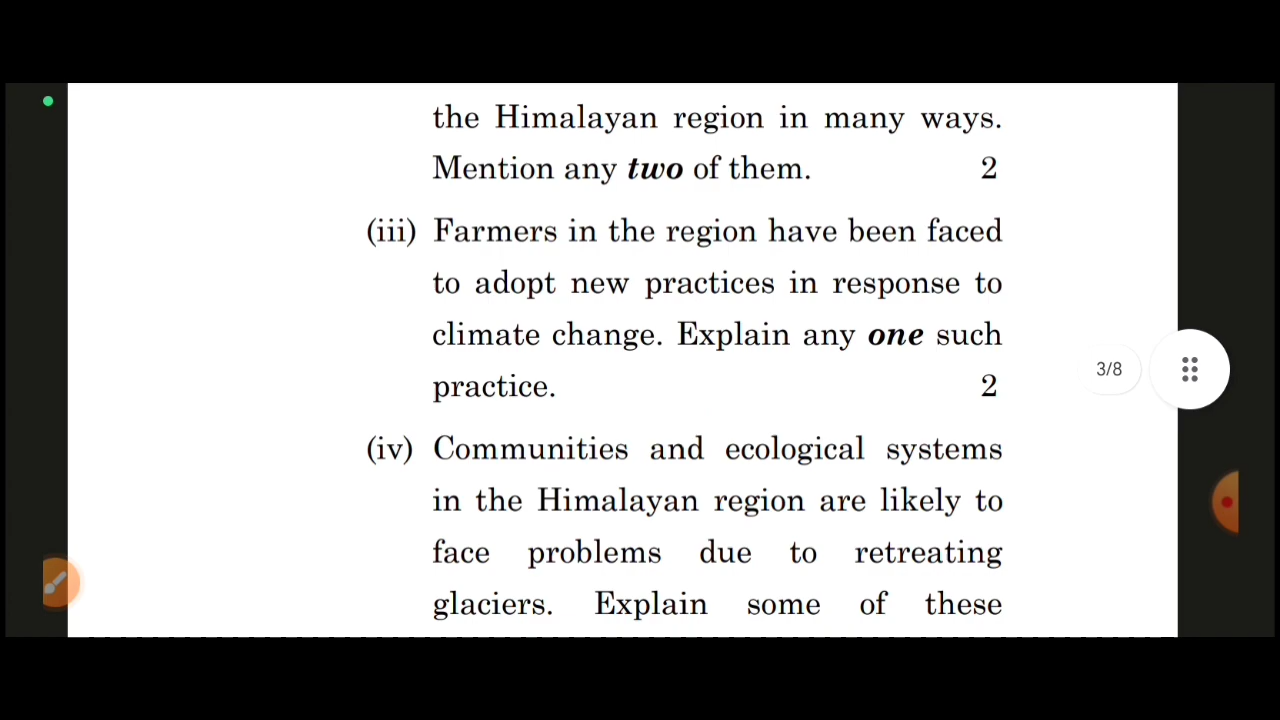 the Himalayan region in many ways.
Mention any two of them. 2
(iii) Farmers in the region have been faced
to adopt new practices in response to
climate change. Explain any one such
practice. 2
3/8
(iv) Communities and ecological systems
in the Himalayan region are likely to
face problems due to retreating
glaciers. Explain some of these